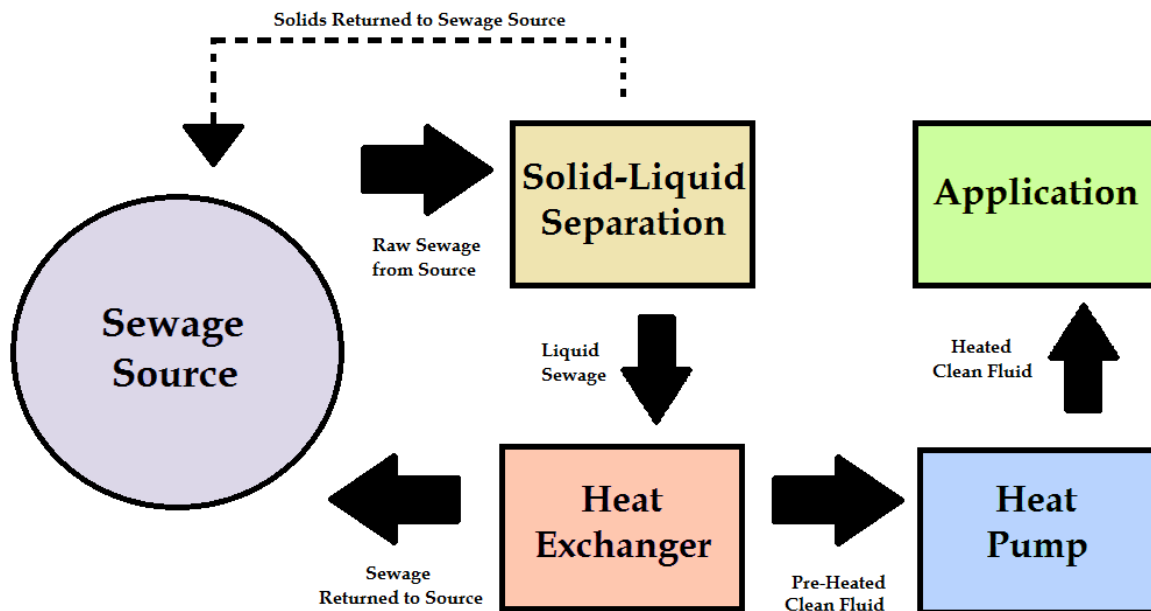 Solids Returned to Sewage Source
Solid-Liquid
Separation
Application
Raw Sewage
from Source
Sewage
Source
Liquid
Sewage
Heated
Clean Fluid
Heat
Exchanger
Heat
Pump
Sewage
Returned to Source
Pre-Heated
Clean Fluid